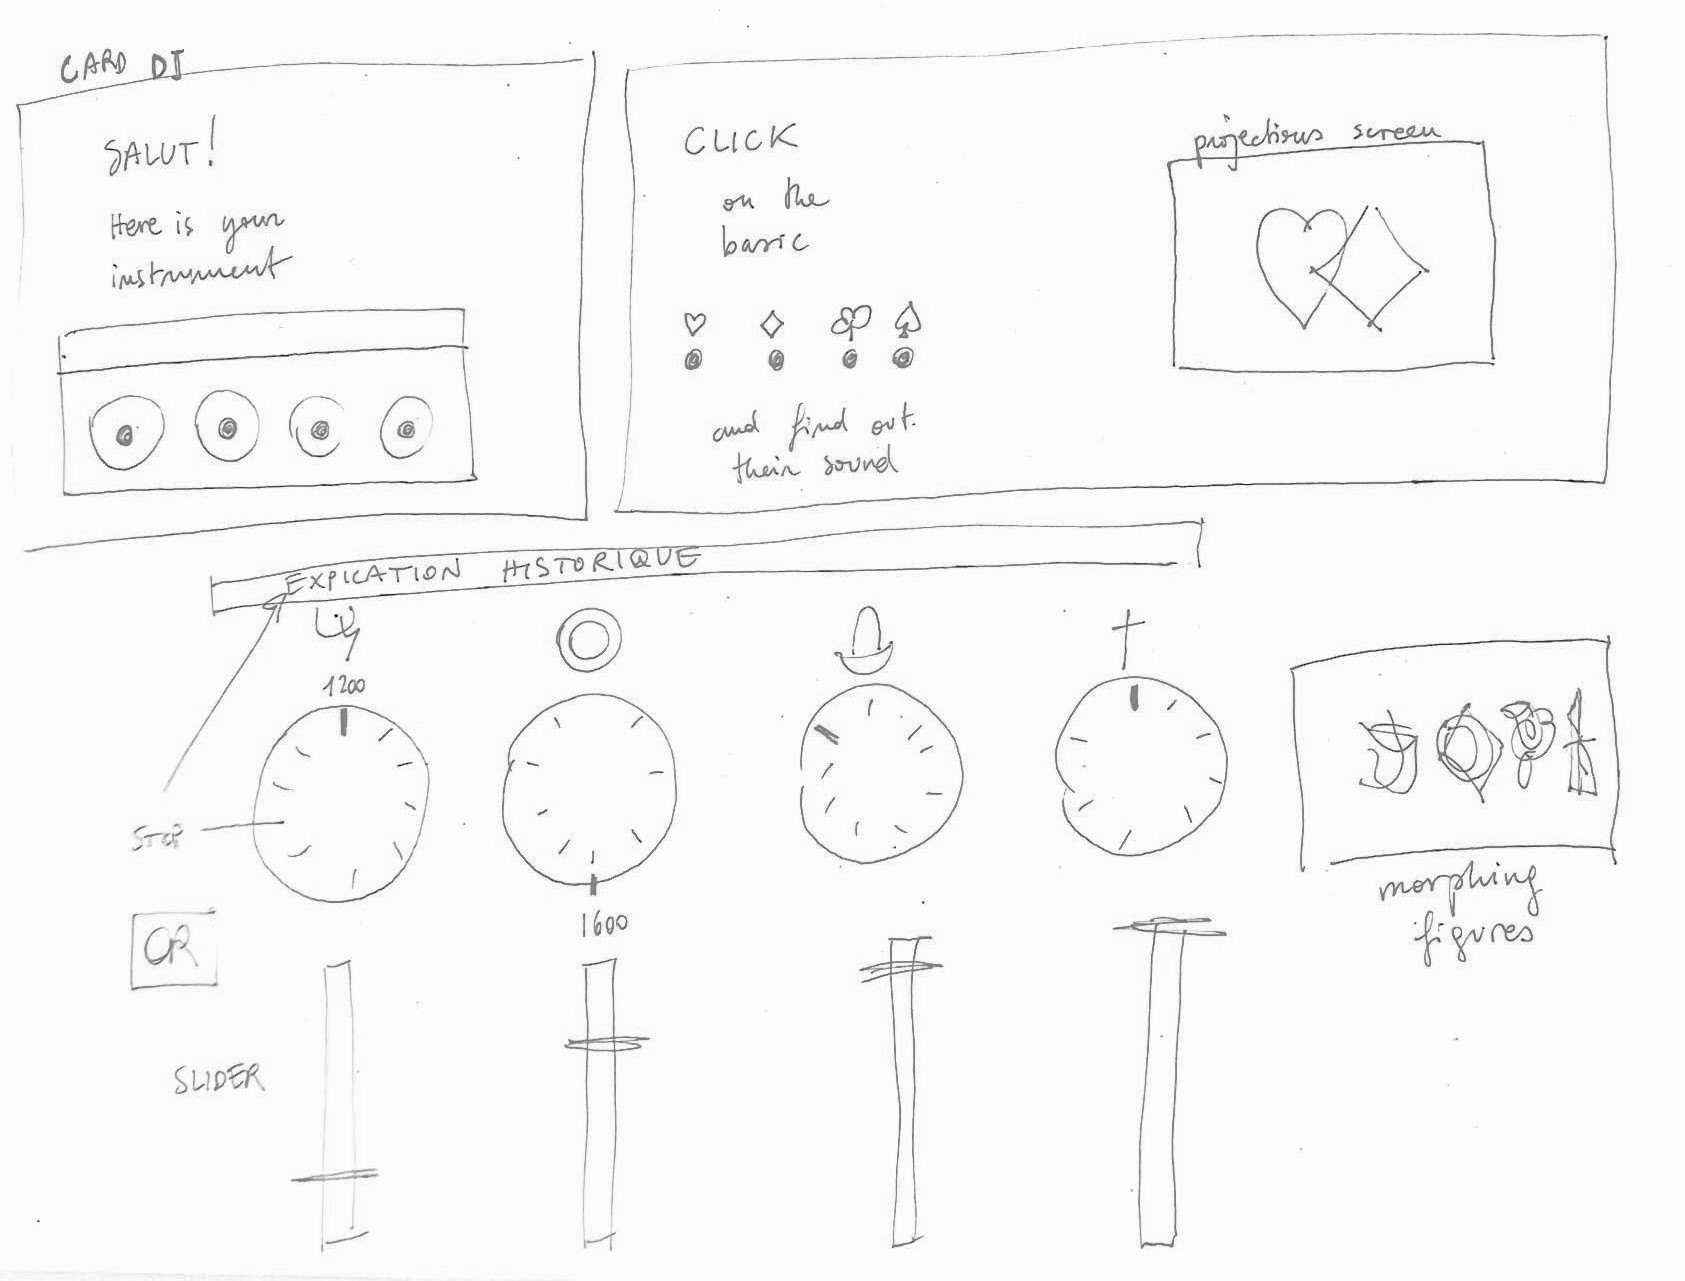 CARD DJ
SALUT!
Here is your
instrument
CLICK
on the
basic
and find out
their sound
projections screen
EXPICATION HISTORIQUE
1200
STOP
1600
OR
SLIDER
morphing
figures